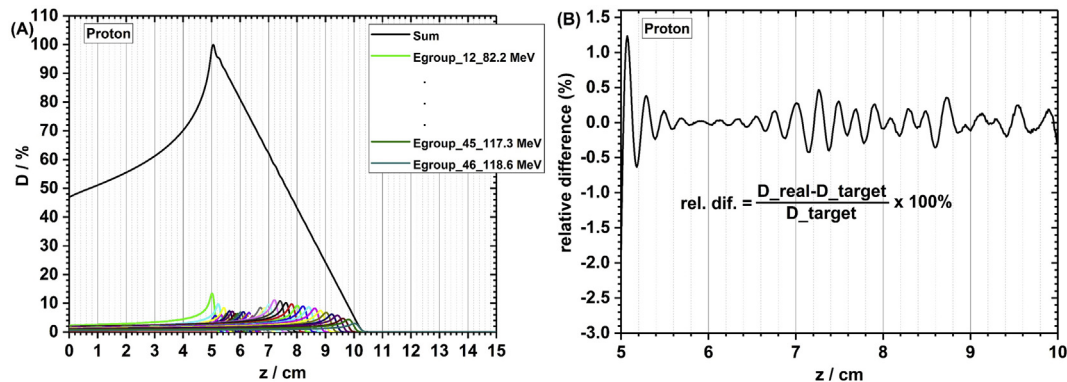 (A)
Proton
Sum
Egroup_12_82.2 MeV
.
.
.
Egroup_45_117.3 MeV
Egroup_46_118.6 MeV
D / %
110
100
90
80
70
60
50
40
30
20
10
0
0 1 2 3 4 5 6 7 8 9 10 11 12 13 14 15
z / cm
(B)
Proton
relative difference (%)
1.5
1.0
0.5
0.0
-0.5
-1.0
-1.5
-2.0
-2.5
-3.0
rel. dif. = D_real-D_target x 100%
D_target
5 6 7 8 9 10
z / cm